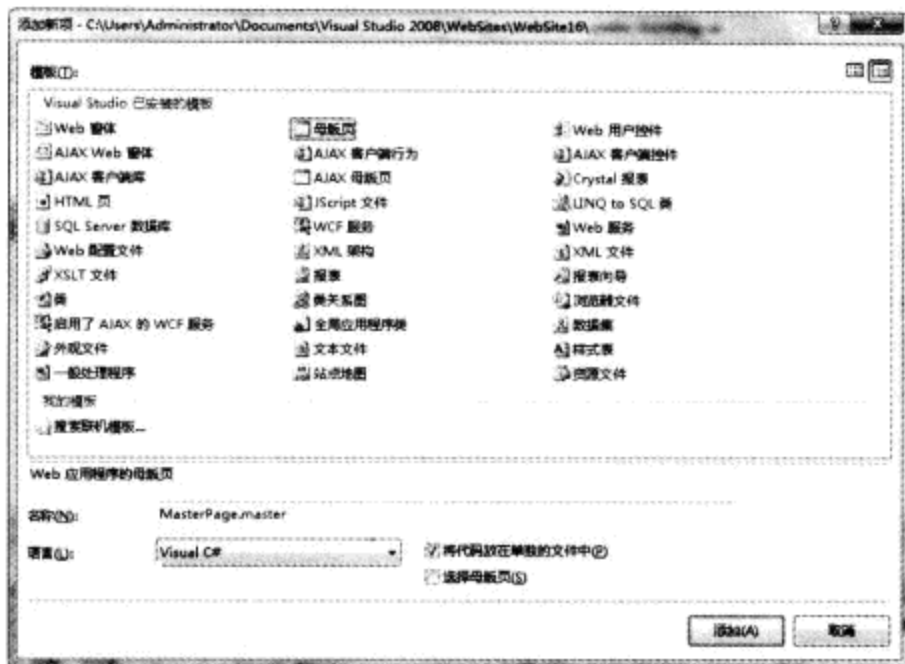 添加新项 - C:\Users\Administrator\Documents\Visual Studio 2008\WebSites\WebSite16\
模板(T):
Visual Studio 已安装的模板
Web 窗体 母版页 Web 用户控件
AJAX Web 窗体 AJAX 客户端行为 AJAX 客户端控件
AJAX 客户端库 AJAX 母版页 Crystal 报表
HTML 页 JScript 文件 LINQ to SQL 类
SQL Server 数据库 WCF 服务 Web 服务
Web 配置文件 XML 架构 XML 文件
XSLT 文件 报表 报表向导
类 类关系图 浏览器文件
启用了 AJAX 的 WCF 服务 全局应用程序类 数据集
外观文件 文本文件 样式表
一般处理程序 站点地图 资源文件
我的模板
搜索联机模板...
Web 应用程序的母版页
名称(N): MasterPage.master
语言(L): Visual C# 将代码放在单独的文件中(P)
选择母版页(S)
添加(A) 取消